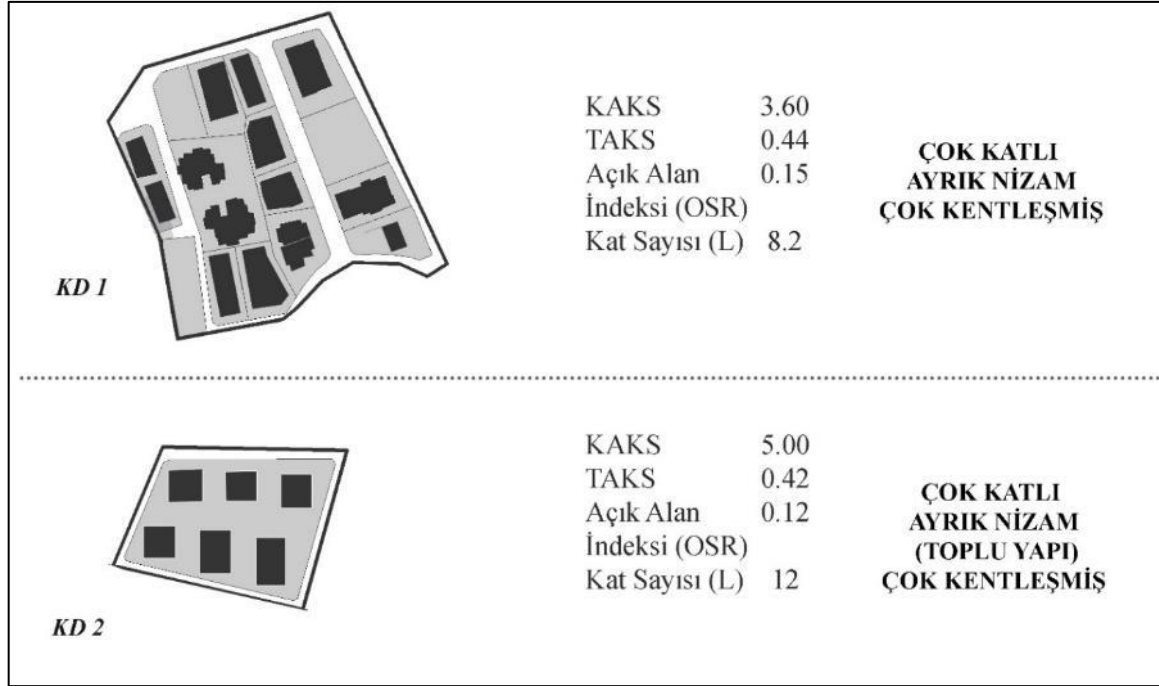 KAKS 3.60
TAKS 0.44
Açık Alan 0.15
İndeksi (OSR)
Kat Sayısı (L) 8.2
ÇOK KATLI
AYRIK NİZAM
ÇOK KENTLEŞMİŞ
KD 1
KAKS 5.00
TAKS 0.42
Açık Alan 0.12
İndeksi (OSR)
Kat Sayısı (L) 12
ÇOK KATLI
AYRIK NİZAM
(TOPLU YAPI)
ÇOK KENTLEŞMİŞ
KD 2